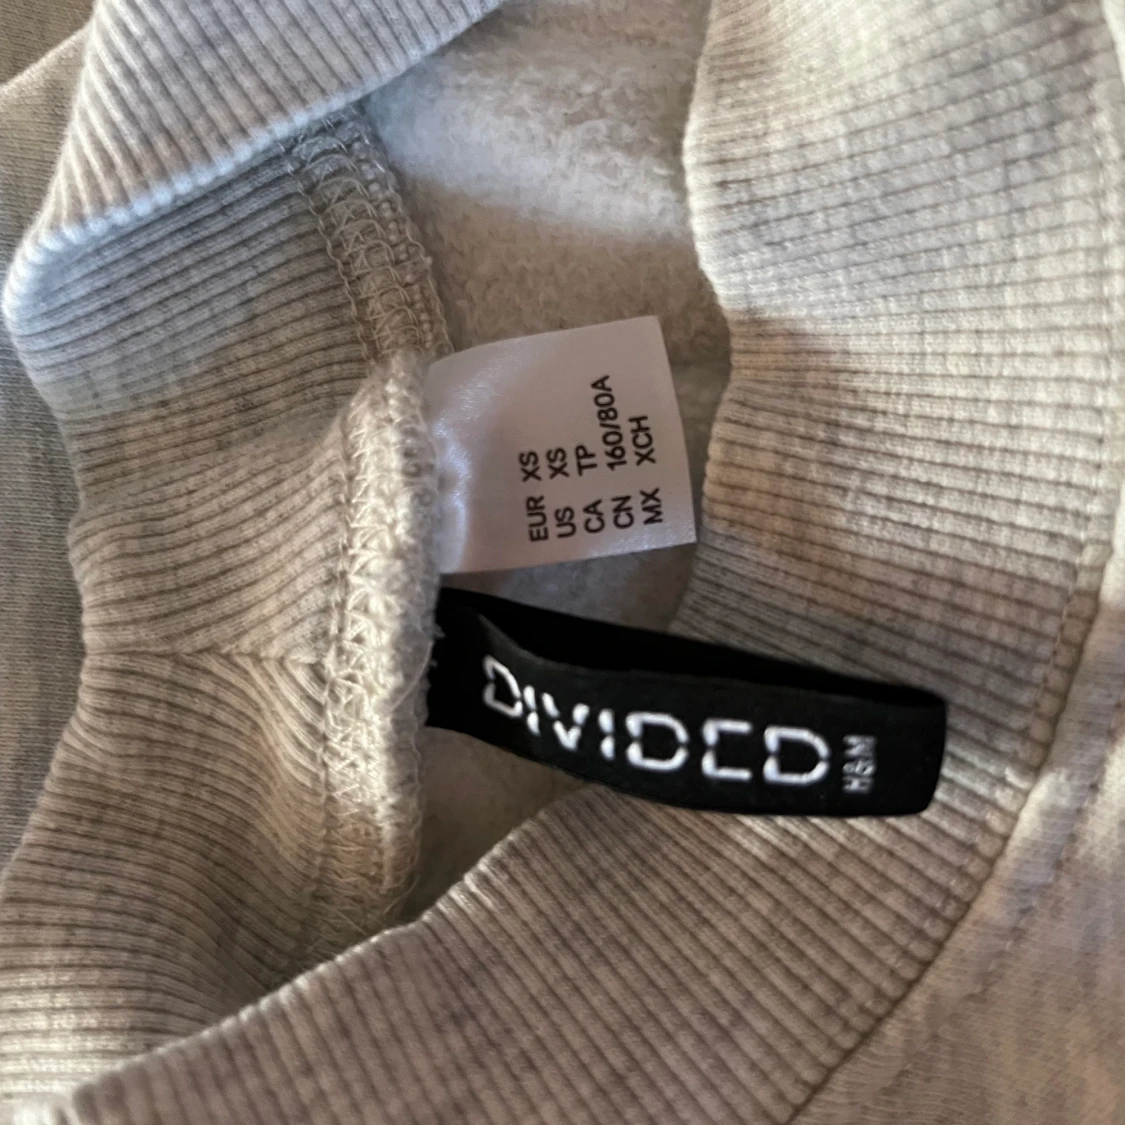 EUR XS
US XS
CA TP
CN 160/80A
MX XCH
DIVIDED
H&M